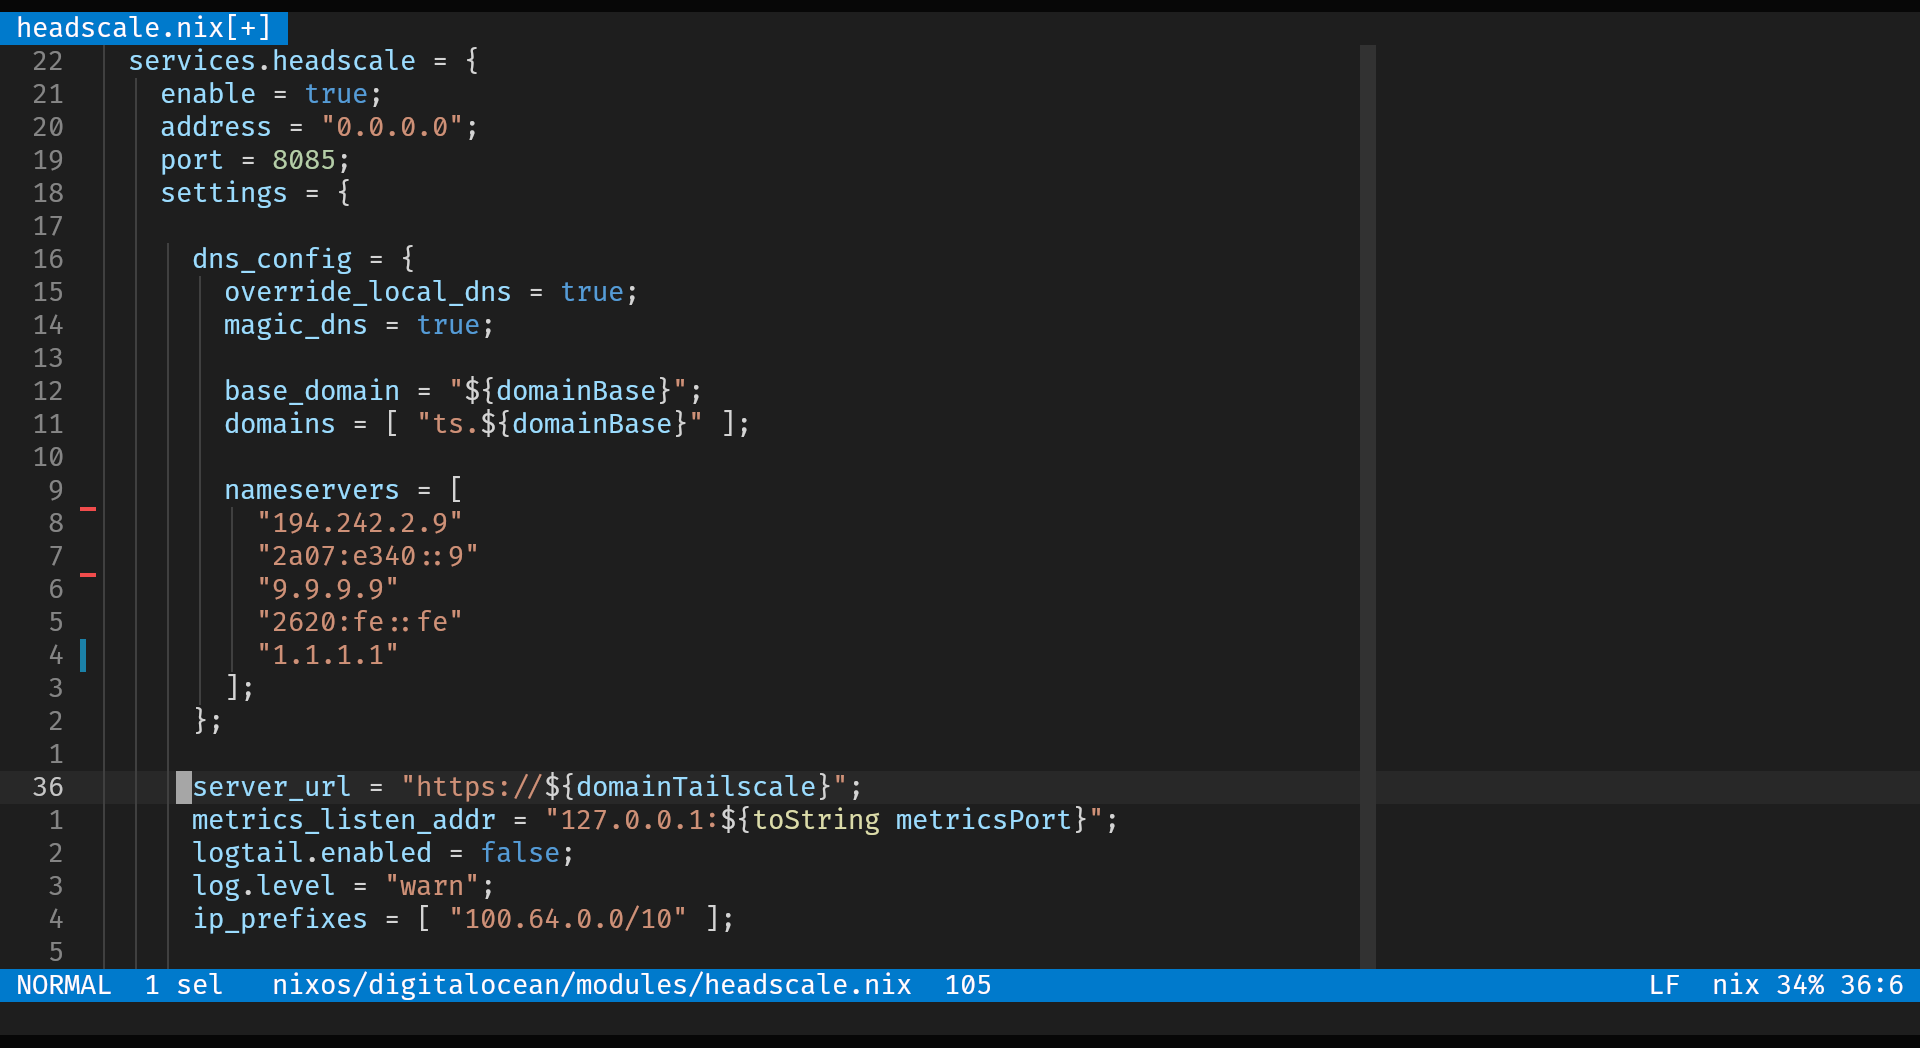 headscale.nix[+]
22 services.headscale = {
21 enable = true;
20 address = "0.0.0.0";
19 port = 8085;
18 settings = {
17
16 dns_config = {
15 override_local_dns = true;
14 magic_dns = true;
13
12 base_domain = "${domainBase}";
11 domains = [ "ts.${domainBase}" ];
10
9 nameservers = [
8 "194.242.2.9"
7 "2a07:e340::9"
6 "9.9.9.9"
5 "2620:fe::fe"
4 "1.1.1.1"
3 ];
2 };
1
36 server_url = "https://${domainTailscale}";
1 metrics_listen_addr = "127.0.0.1:${toString metricsPort}";
2 logtail.enabled = false;
3 log.level = "warn";
4 ip_prefixes = [ "100.64.0.0/10" ];
5
NORMAL 1 sel nixos/digitalocean/modules/headscale.nix 105 LF nix 34% 36:6